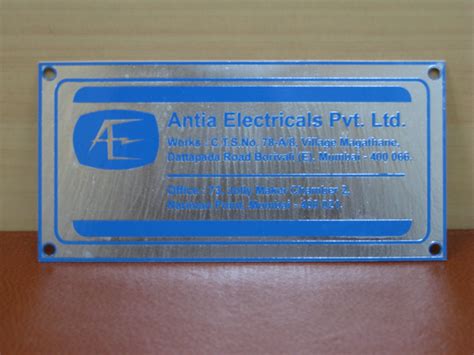 AE
Antia Electricals Pvt. Ltd.
Works : C.T.S.No. 78-A/8, Village Magathane,
Dattapada Road Borivali (E), Mumbai - 400 066.
Office : 73, Jolly Maker Chamber 2,
Nariman Point, Mumbai - 400 021.